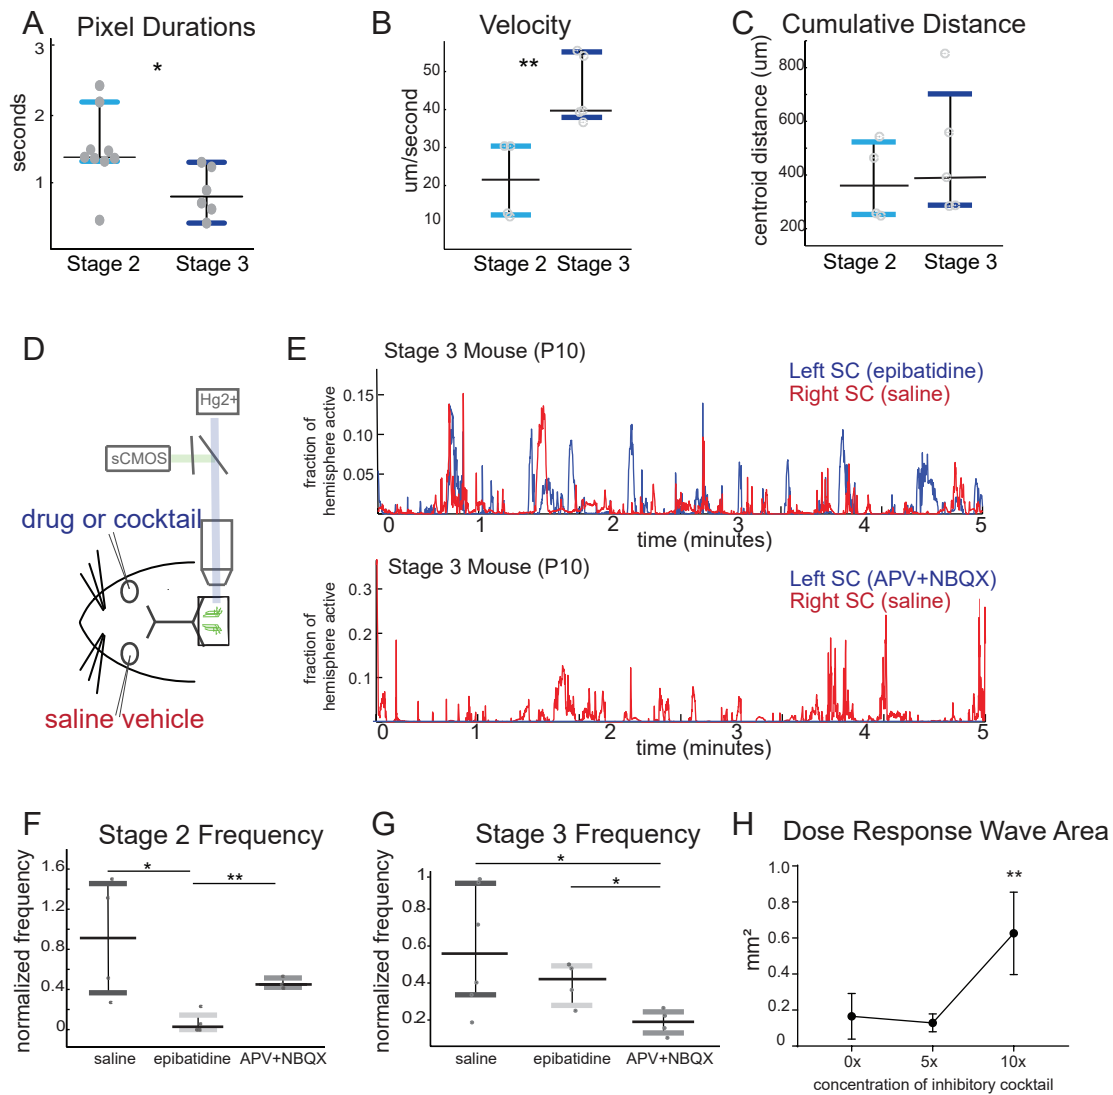 A Pixel Durations
*
3
2
1
seconds
Stage 2 Stage 3
B Velocity
**
50
40
30
20
10
um/second
Stage 2 Stage 3
C Cumulative Distance
800
600
400
200
centroid distance (um)
Stage 2 Stage 3
D
Hg2+
sCMOS
drug or cocktail
saline vehicle
E
Stage 3 Mouse (P10)
Left SC (epibatidine)
Right SC (saline)
0.15
0.10
0.05
fraction of
hemisphere active
0 1 2 3 4 5
time (minutes)
Stage 3 Mouse (P10)
Left SC (APV+NBQX)
Right SC (saline)
0.3
0.2
0.1
fraction of
hemisphere active
0 1 2 3 4 5
time (minutes)
F Stage 2 Frequency
* **
1.6
1.2
0.8
0.4
0
normalized frequency
saline epibatidine APV+NBQX
G Stage 3 Frequency
*
*
1
0.8
0.6
0.4
0.2
normalized frequency
saline epibatidine APV+NBQX
H Dose Response Wave Area
**
1.0
0.8
0.6
0.4
0.2
0
mm²
0x 5x 10x
concentration of inhibitory cocktail